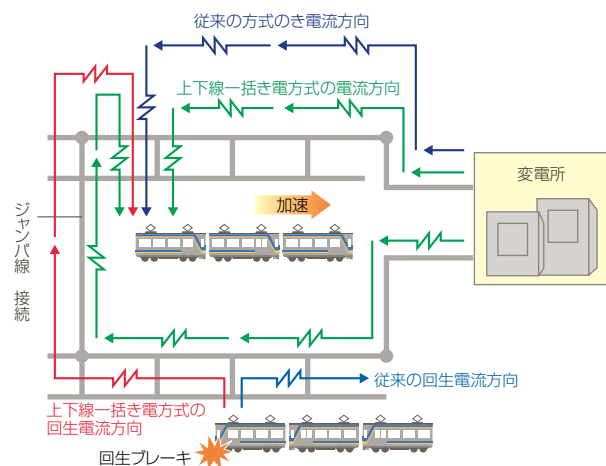 従来の方式のき電流方向
上下線一括き電方式の電流方向
変電所
加速
ジャンパ線 接続
従来の回生電流方向
上下線一括き電方式の
回生電流方向
回生ブレーキ